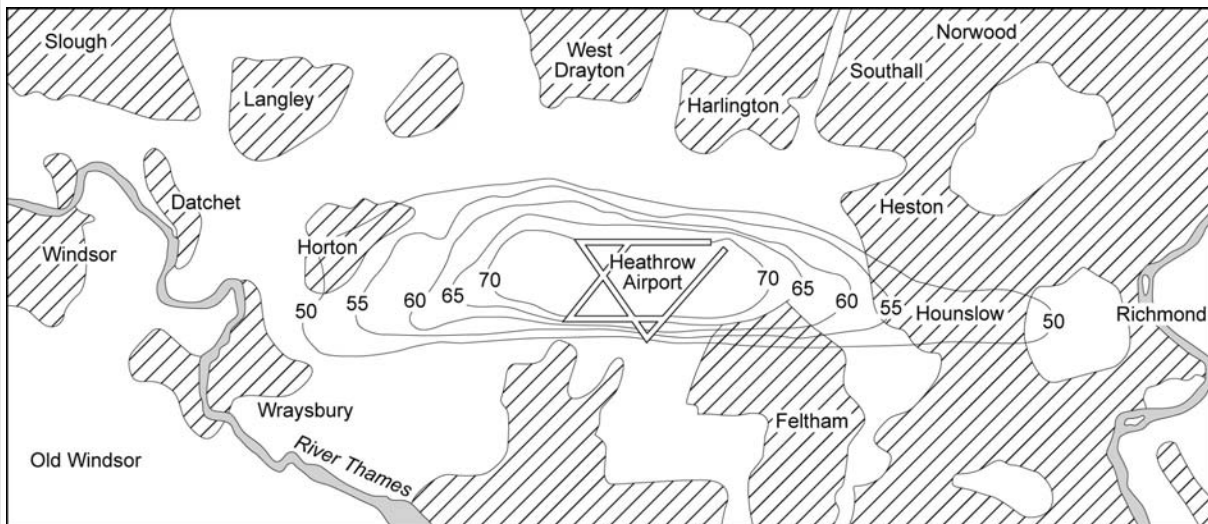 Slough
West
Drayton
Norwood
Southall
Langley
Harlington
Datchet
Heston
Windsor
Horton
Heathrow
Airport
50
55
60
65
70
70
65
60
55
50
Hounslow
Richmond
Wraysbury
Feltham
Old Windsor
River Thames